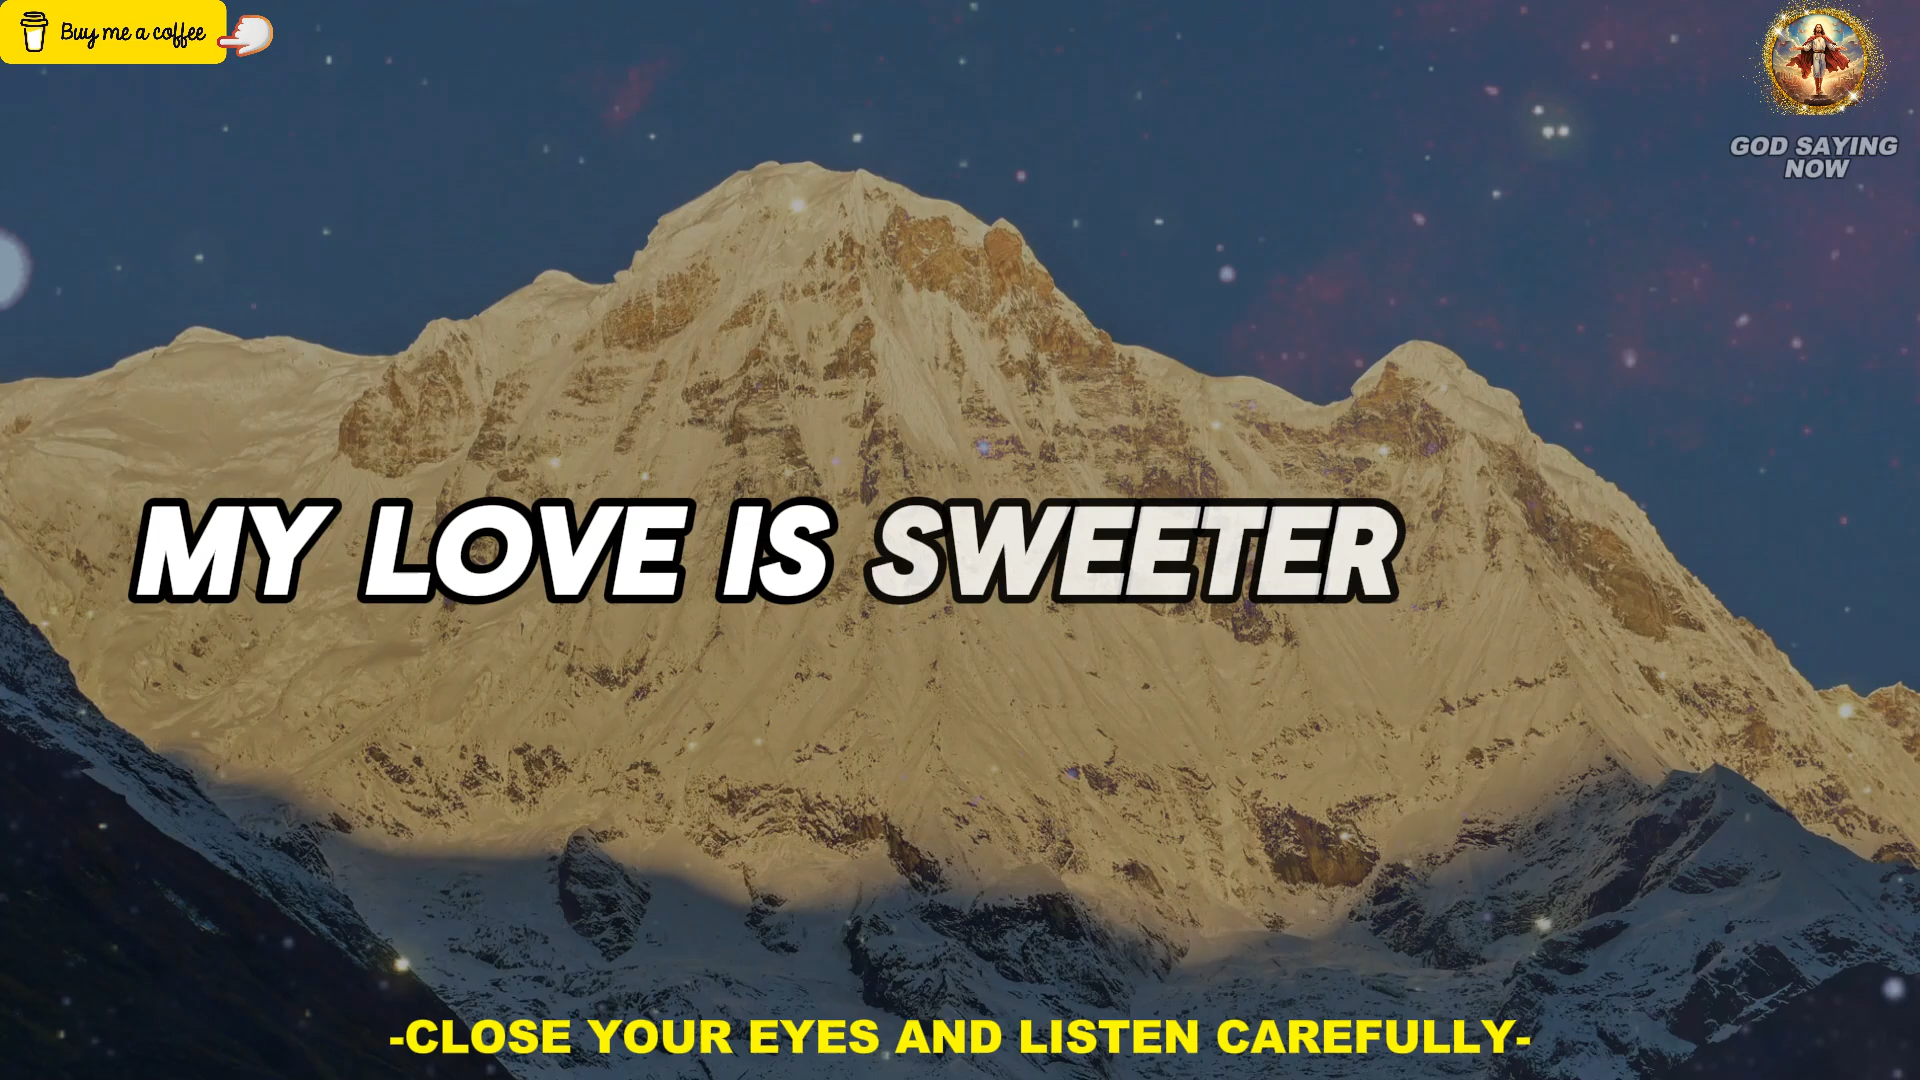 Buy me a coffee
GOD SAYING
NOW
MY LOVE IS SWEETER
-CLOSE YOUR EYES AND LISTEN CAREFULLY-